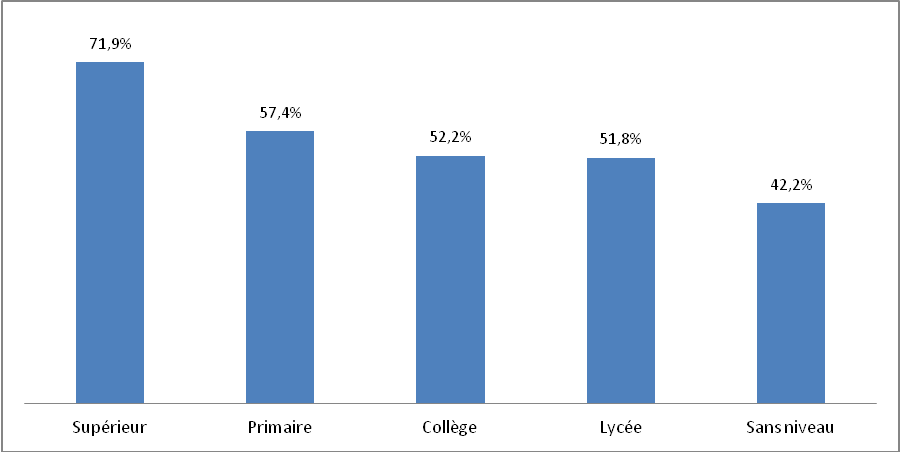 71,9%
57,4%
52,2%
51,8%
42,2%
Supérieur
Primaire
Collège
Lycée
Sans niveau